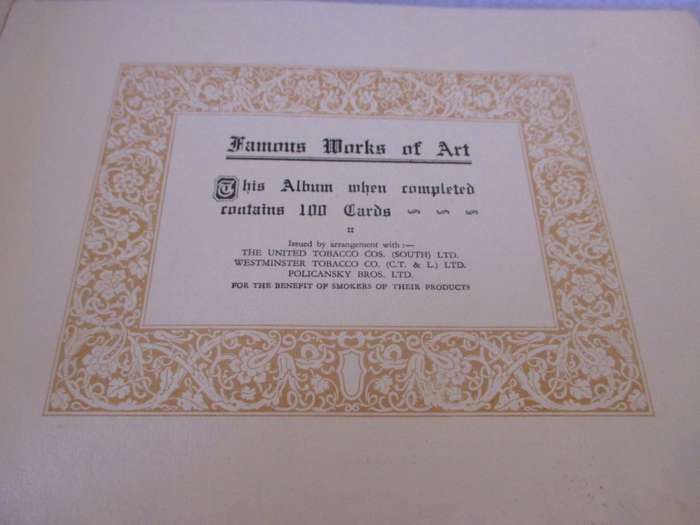 Famous Works of Art
This Album when completed
contains 100 Cards
Issued by arrangement with :—
THE UNITED TOBACCO COS. (SOUTH) LTD.
WESTMINSTER TOBACCO CO. (C.T. & L.) LTD.
POLICANSKY BROS. LTD.
FOR THE BENEFIT OF SMOKERS OF THEIR PRODUCTS